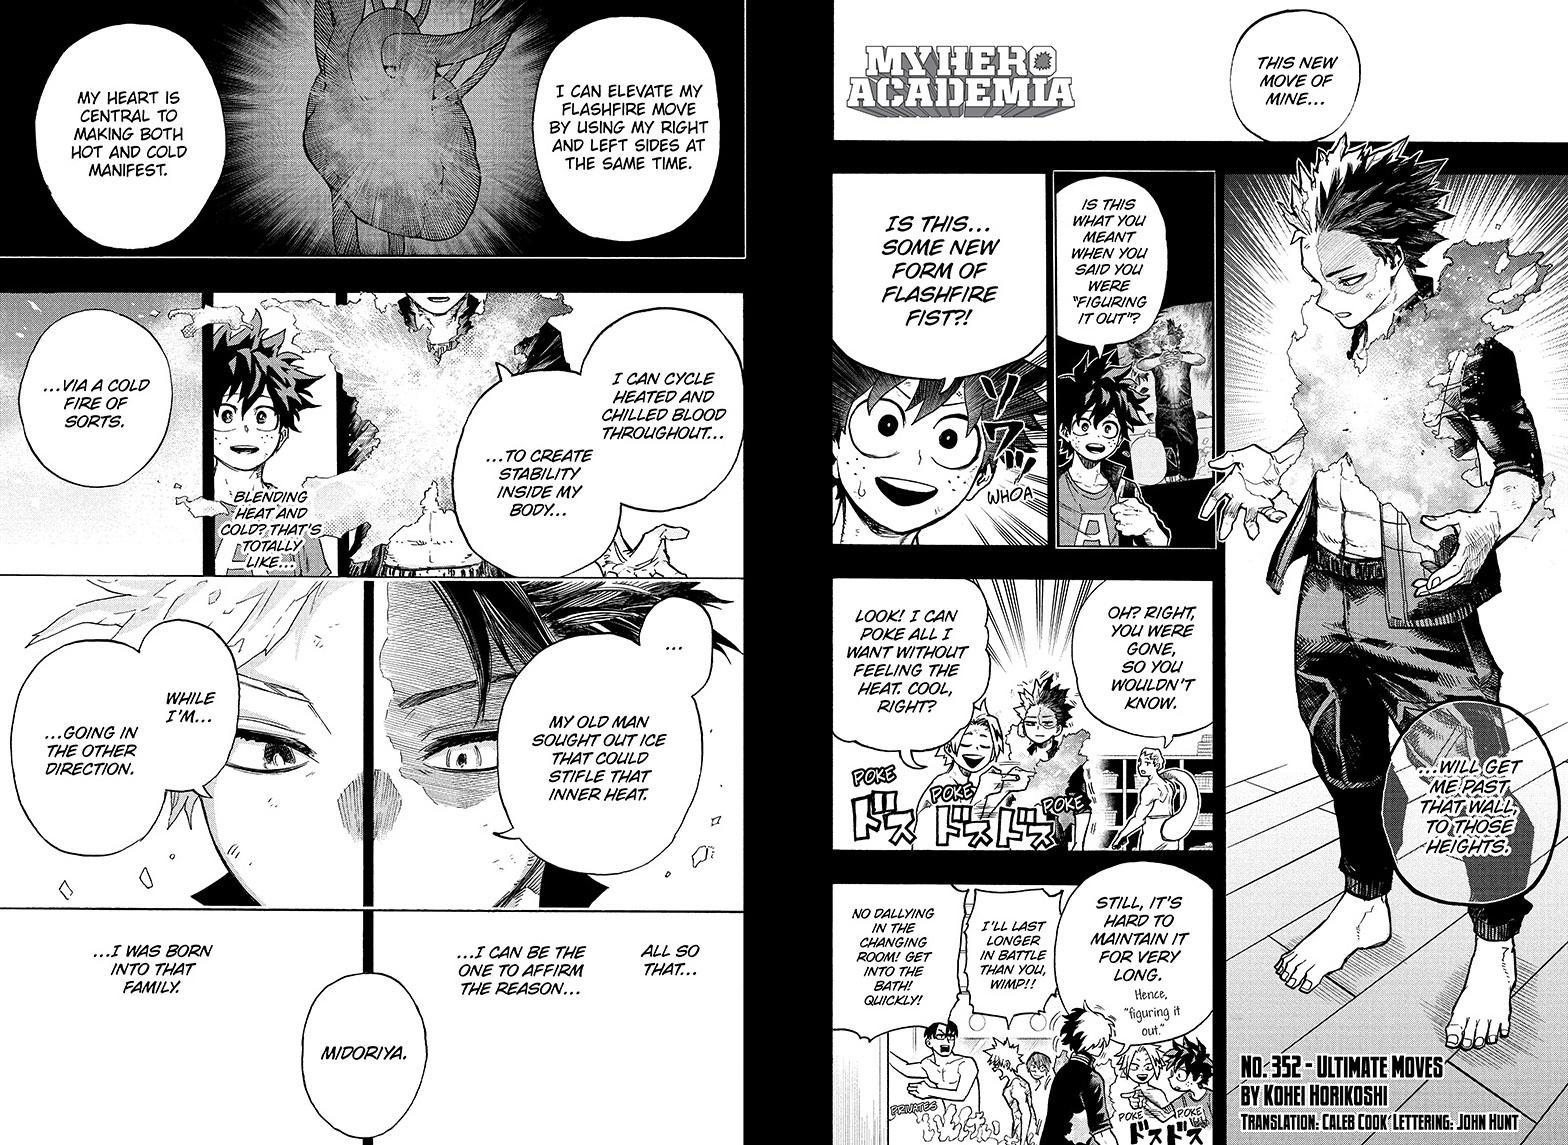 MY HERO
ACADEMIA
THIS NEW
MOVE OF
MINE...
...WILL GET
ME PAST
THAT WALL,
TO THOSE
HEIGHTS.
NO. 352 - ULTIMATE MOVES
BY KOHEI HORIKOSHI
TRANSLATION: CALEB COOK LETTERING: JOHN HUNT
IS THIS
WHAT YOU
MEANT
WHEN YOU
SAID YOU
WERE
"FIGURING
IT OUT"?
IS THIS...
SOME NEW
FORM OF
FLASHFIRE
FIST?!
WHOA
OH? RIGHT,
YOU WERE
GONE,
SO YOU
WOULDN'T
KNOW.
LOOK! I CAN
POKE ALL I
WANT WITHOUT
FEELING THE
HEAT. COOL,
RIGHT?
POKE
POKE
POKE
ドス
ドス
ドス
STILL, IT'S
HARD TO
MAINTAIN IT
FOR VERY
LONG.
Hence,
"figuring it
out."
I'LL LAST
LONGER
IN BATTLE
THAN YOU,
WIMP!!
NO DALLYING
IN THE
CHANGING
ROOM! GET
INTO THE
BATH!
QUICKLY!
PRIVATES
POKE
POKE
ドスドス
I CAN ELEVATE MY
FLASHFIRE MOVE
BY USING MY RIGHT
AND LEFT SIDES AT
THE SAME TIME.
MY HEART IS
CENTRAL TO
MAKING BOTH
HOT AND COLD
MANIFEST.
I CAN CYCLE
HEATED AND
CHILLED BLOOD
THROUGHOUT...
...TO CREATE
STABILITY
INSIDE MY
BODY...
BLENDING
HEAT AND
COLD? THAT'S
TOTALLY
LIKE...
...VIA A COLD
FIRE OF
SORTS.
...
MY OLD MAN
SOUGHT OUT ICE
THAT COULD
STIFLE THAT
INNER HEAT.
WHILE
I'M...
...GOING IN
THE OTHER
DIRECTION.
ALL SO
THAT...
...I CAN BE THE
ONE TO AFFIRM
THE REASON...
...I WAS BORN
INTO THAT
FAMILY.
MIDORIYA.